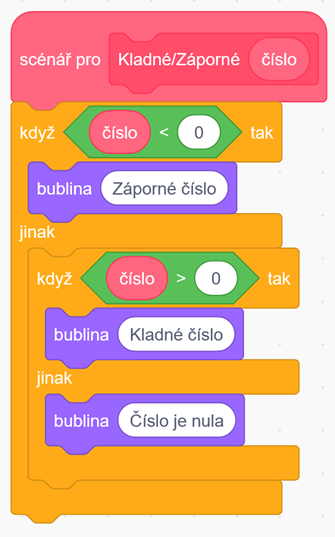 scénář pro Kladné/Záporné číslo
když číslo < 0 tak
bublina Záporné číslo
jinak
když číslo > 0 tak
bublina Kladné číslo
jinak
bublina Číslo je nula